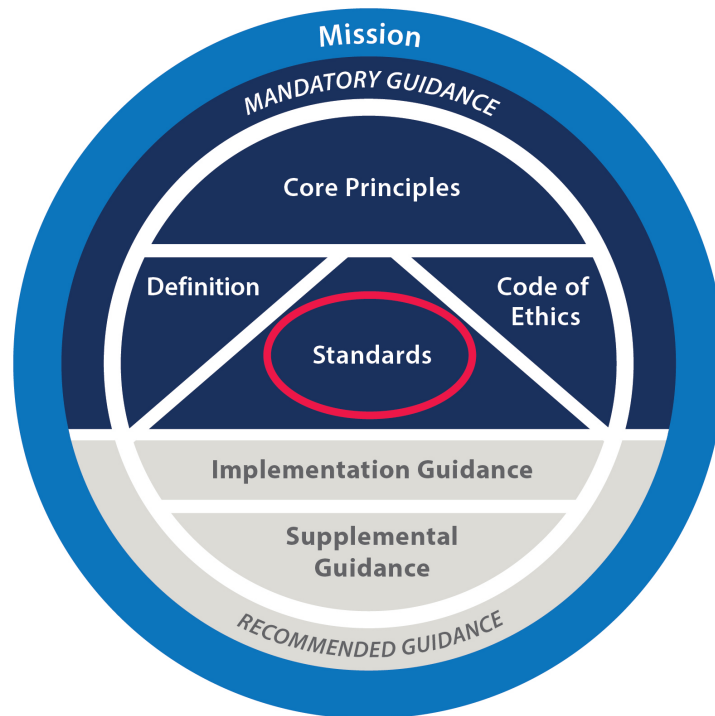 Mission
MANDATORY GUIDANCE
Core Principles
Definition
Code of
Ethics
Standards
Implementation Guidance
Supplemental
Guidance
RECOMMENDED GUIDANCE